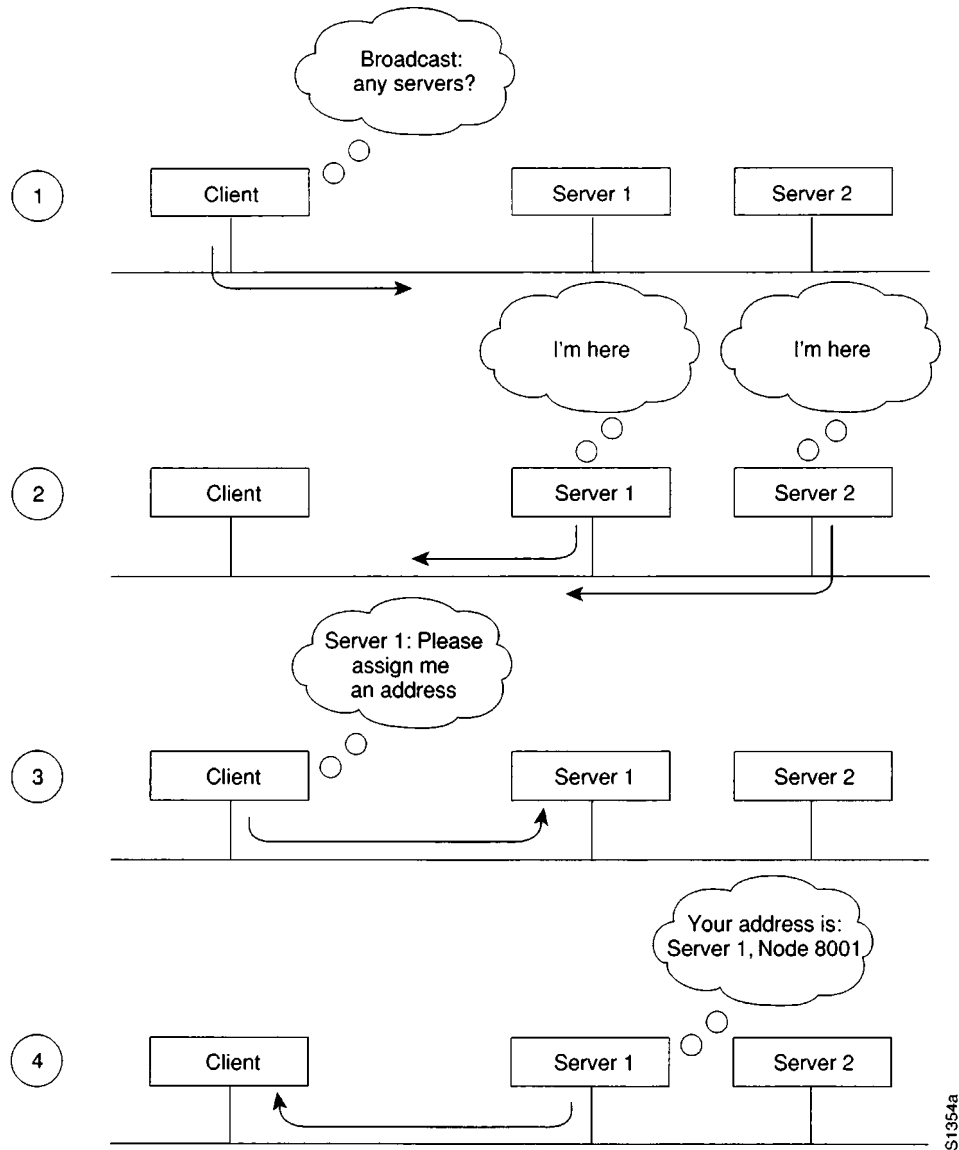 Broadcast:
any servers?
1
Client
Server 1
Server 2
I'm here
I'm here
2
Client
Server 1
Server 2
Server 1: Please
assign me
an address
3
Client
Server 1
Server 2
Your address is:
Server 1, Node 8001
4
Client
Server 1
Server 2
S1354a